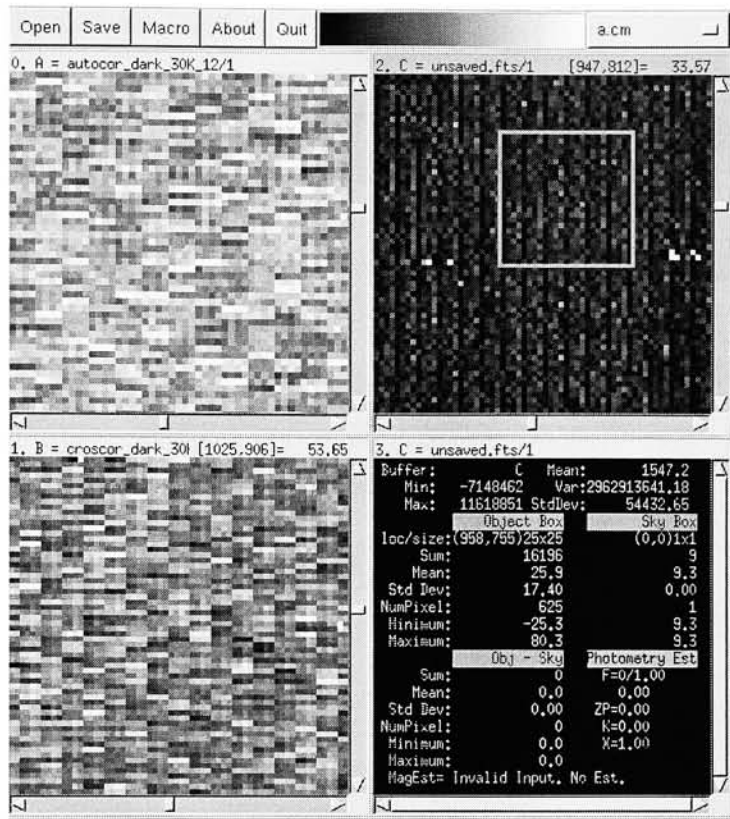 Open Save Macro About Quit a.cm
0. A = autocor_dark_30K_12/1
2. C = unsaved.fts/1 [947,812]= 33.57
1. B = croscor_dark_30K [1025,906]= 53.65
3. C = unsaved.fts/1
Buffer: C Mean: 1547.2
Min: -7148462 Var:2962913641.18
Max: 11618851 StdDev: 54432.65
Object Box Sky Box
loc/size:(958,755)25x25 (0,0)1x1
Sum: 16196 9
Mean: 25.9 9.3
Std Dev: 17.40 0.00
NumPixel: 625 1
Minimum: -25.3 9.3
Maximum: 80.3 9.3
Obj - Sky Photometry Est
Sum: 0 F=0/1.00
Mean: 0.0 0.00
Std Dev: 0.00 ZP=0.00
NumPixel: 0 K=0.00
Minimum: 0.0 X=1.00
Maximum: 0.0
MagEst= Invalid Input. No Est.